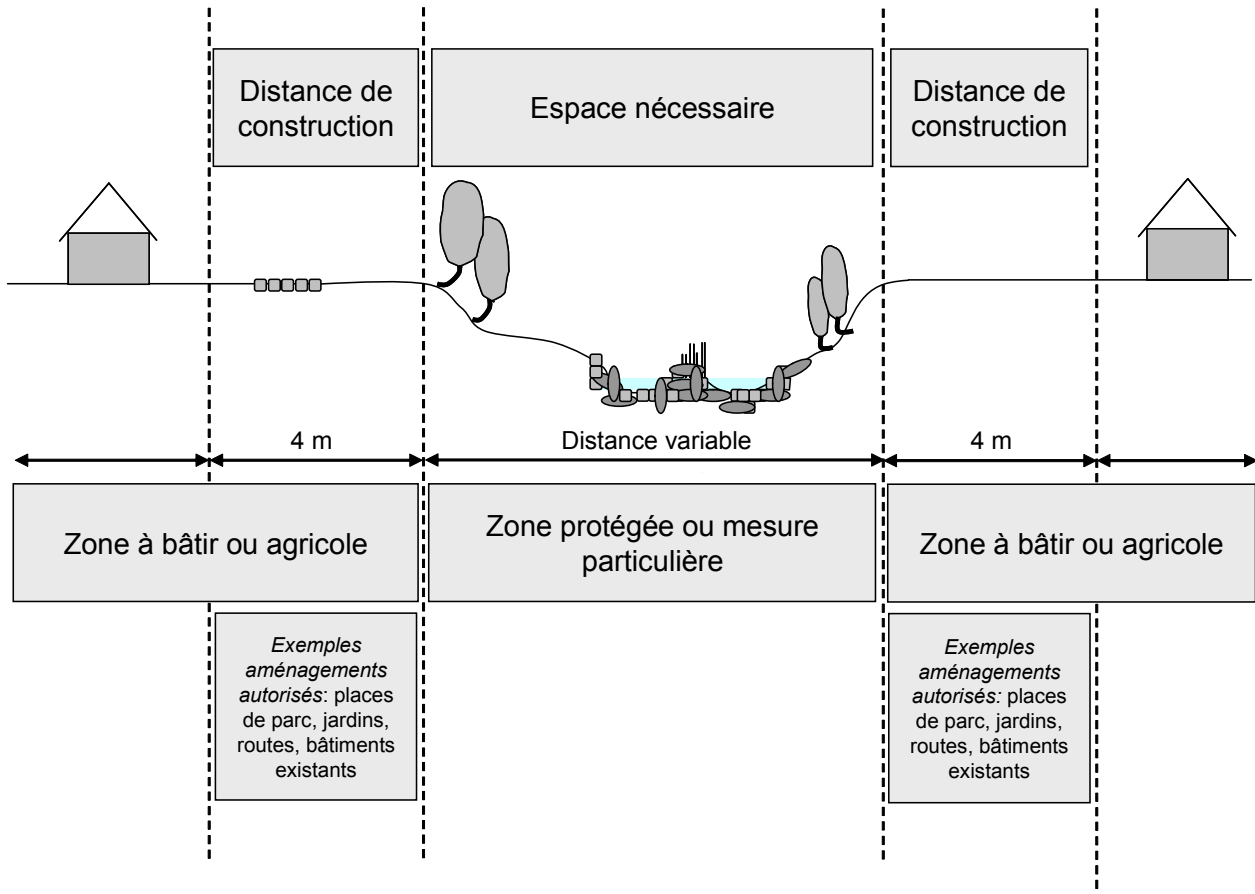 Distance de
construction
Espace nécessaire
Distance de
construction
4 m
Distance variable
4 m
Zone à bâtir ou agricole
Zone protégée ou mesure
particulière
Zone à bâtir ou agricole
Exemples
aménagements
autorisés: places
de parc, jardins,
routes, bâtiments
existants
Exemples
aménagements
autorisés: places
de parc, jardins,
routes, bâtiments
existants